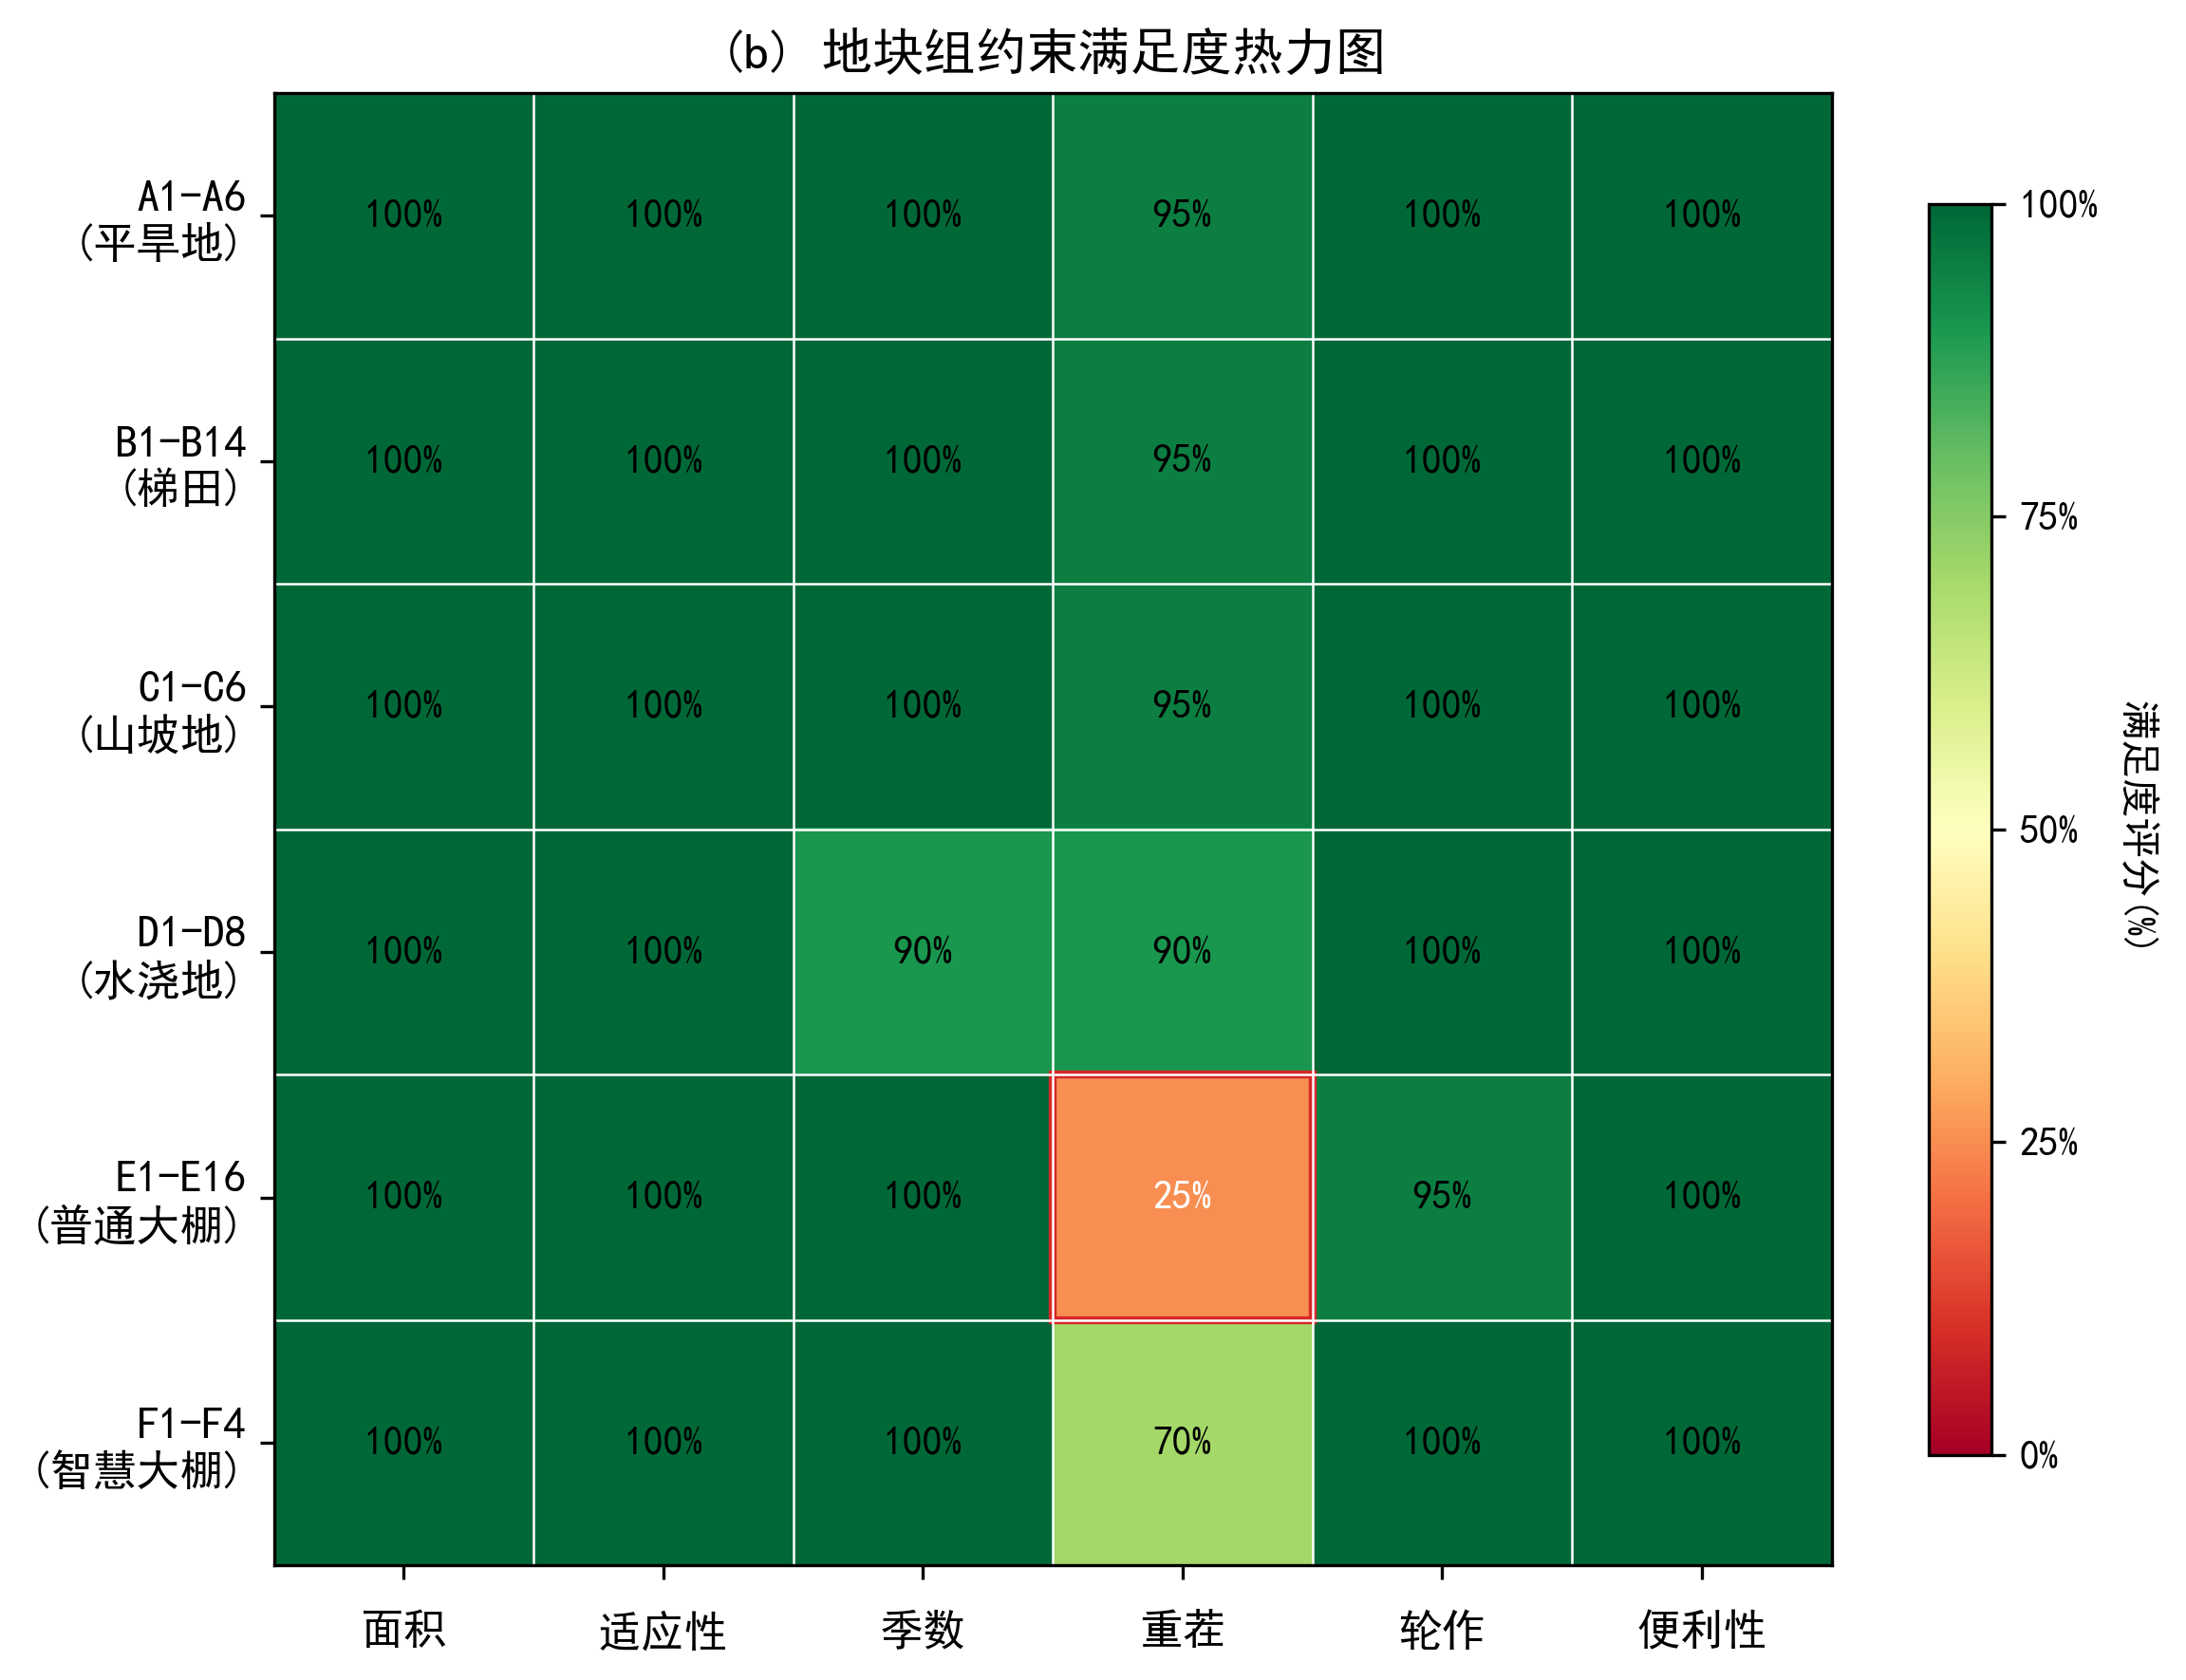 (b) 地块组约束满足度热力图
A1-A6
(平旱地)
100% 100% 100% 95% 100% 100%
B1-B14
(梯田)
100% 100% 100% 95% 100% 100%
C1-C6
(山坡地)
100% 100% 100% 95% 100% 100%
D1-D8
(水浇地)
100% 100% 90% 90% 100% 100%
E1-E16
(普通大棚)
100% 100% 100% 25% 95% 100%
F1-F4
(智慧大棚)
100% 100% 100% 70% 100% 100%
面积 适应性 季数 重茬 轮作 便利性
100%
75%
50%
25%
0%
满足度评分(%)